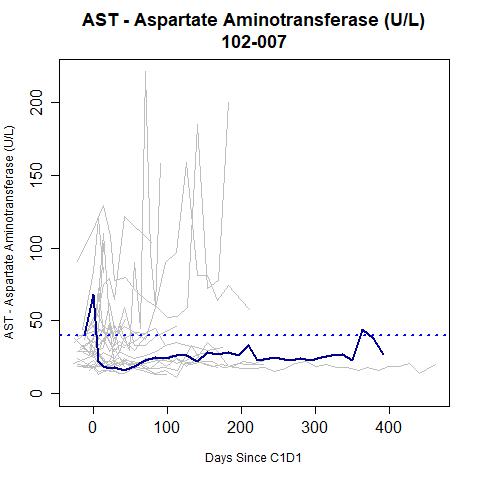 AST - Aspartate Aminotransferase (U/L)
102-007
AST - Aspartate Aminotransferase (U/L)
200
150
100
50
0
0 100 200 300 400
Days Since C1D1